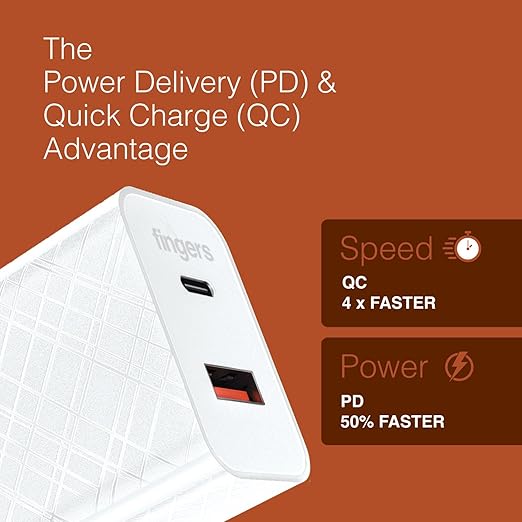 The
Power Delivery (PD) &
Quick Charge (QC)
Advantage
fingers
Speed
QC
4 x FASTER
Power
PD
50% FASTER